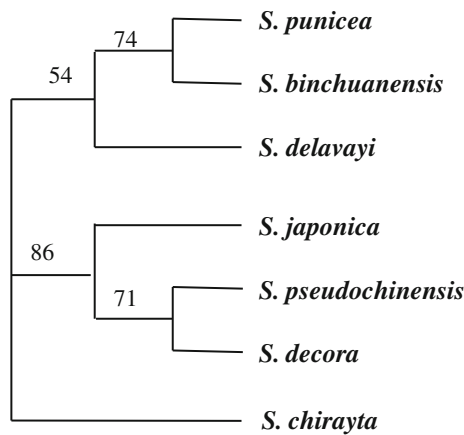 S. punicea
74
54
S. binchuanensis
S. delavayi
S. japonica
86
S. pseudochinensis
71
S. decora
S. chirayta